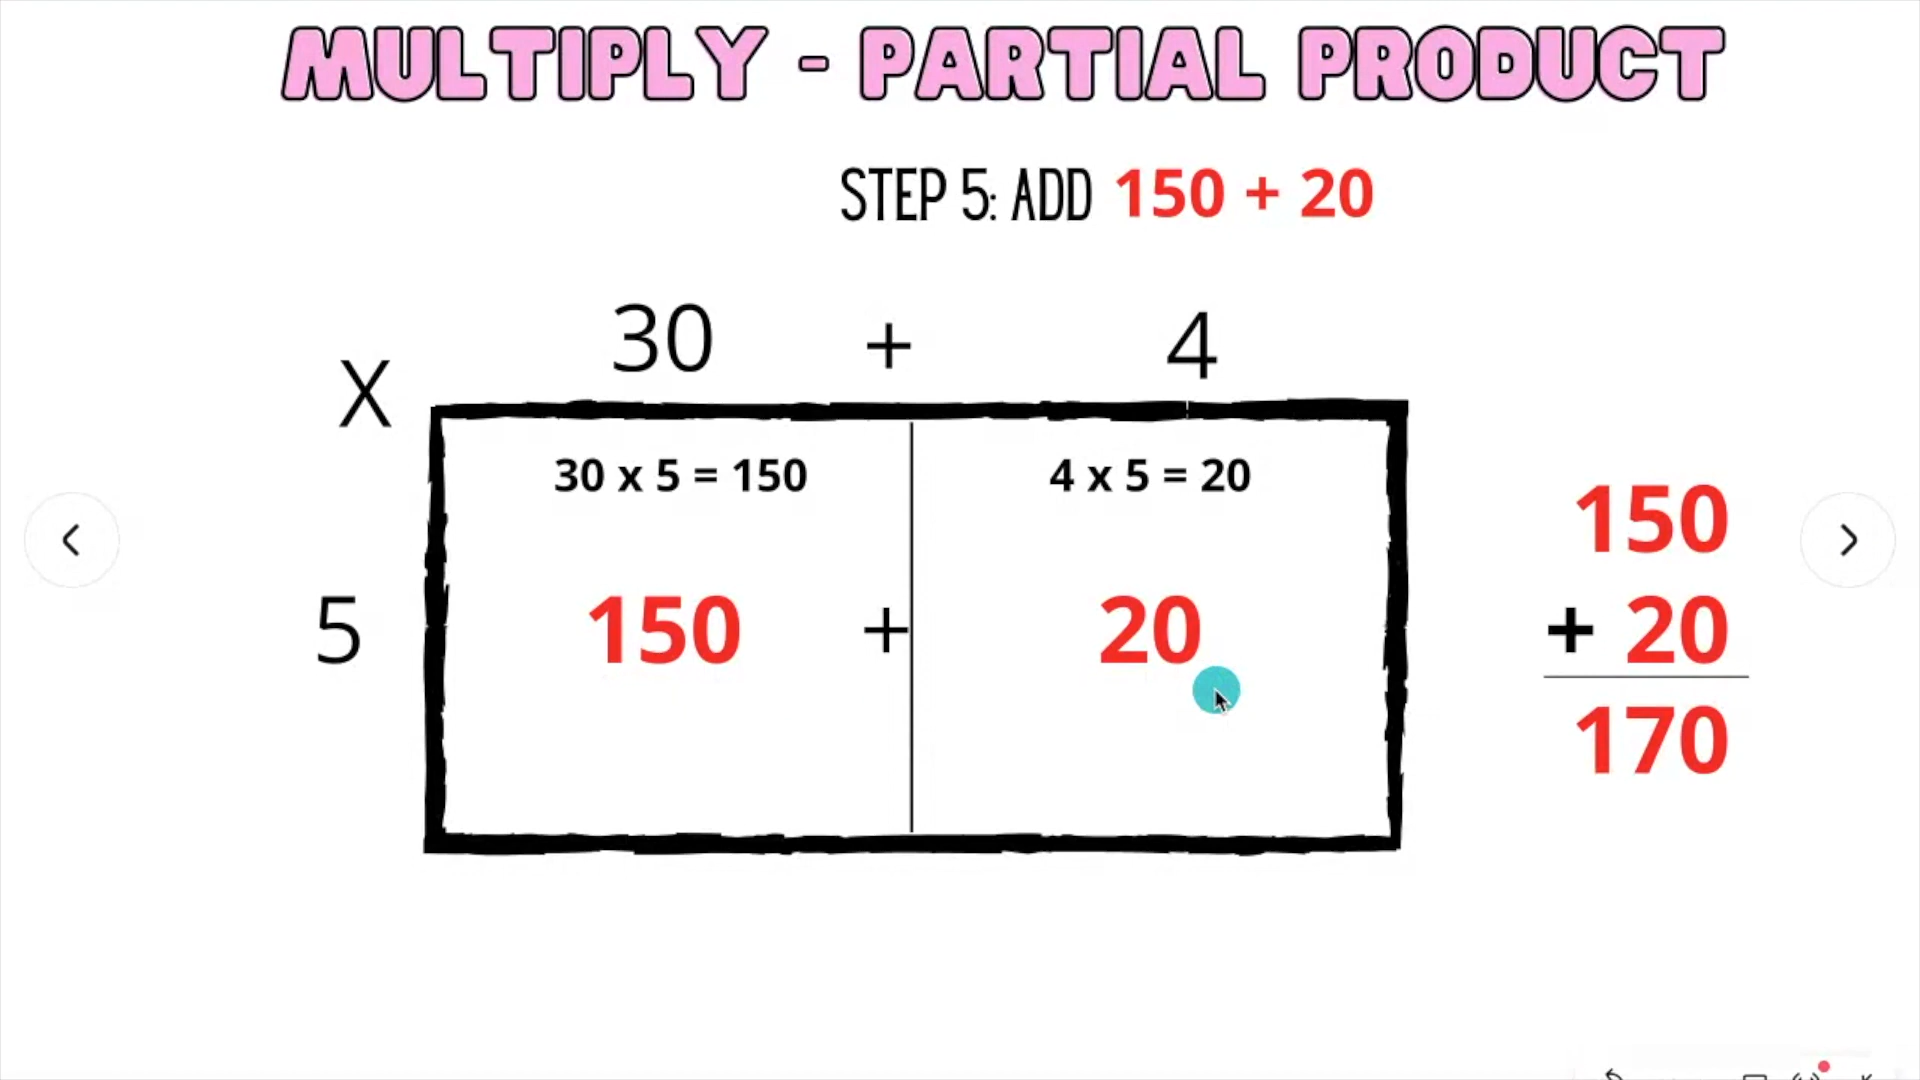 MULTIPLY - PARTIAL PRODUCT
STEP 5: ADD 150 + 20
30 + 4
X
30 x 5 = 150
4 x 5 = 20
5
150 + 20
150
+ 20
170